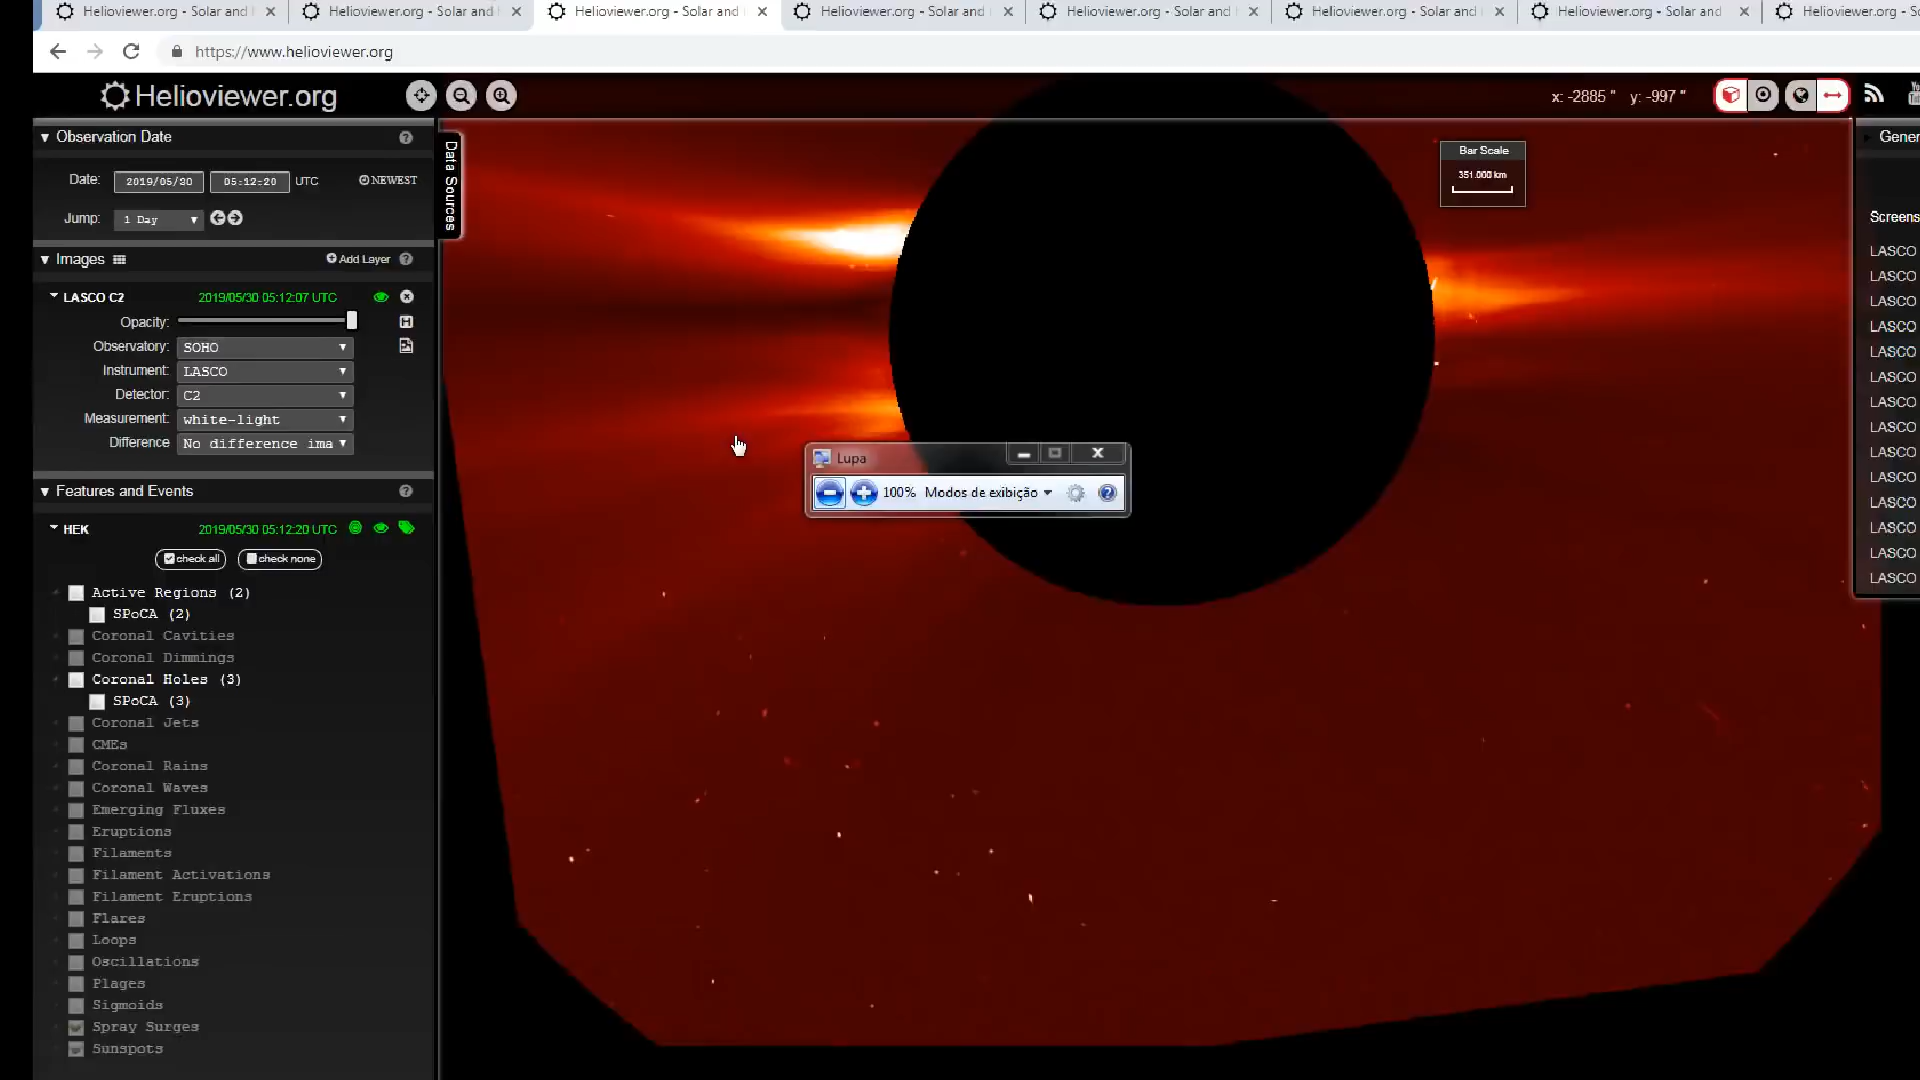 Helioviewer.org - Solar and
Helioviewer.org - Solar and
Helioviewer.org - Solar and
Helioviewer.org - Solar and
Helioviewer.org - Solar and
Helioviewer.org - Solar and
Helioviewer.org - Solar and
Helioviewer.org - So
https://www.helioviewer.org
Helioviewer.org
x: -2885 " y: -997 "
Observation Date
Date: 2019/05/30 05:12:20 UTC NEWEST
Jump: 1 Day
Data Sources
Images Add Layer
LASCO C2 2019/05/30 05:12:07 UTC
Opacity:
Observatory: SOHO
Instrument: LASCO
Detector: C2
Measurement: white-light
Difference No difference ima
Features and Events
HEK 2019/05/30 05:12:20 UTC
check all check none
Active Regions (2)
SPoCA (2)
Coronal Cavities
Coronal Dimmings
Coronal Holes (3)
SPoCA (3)
Coronal Jets
CMEs
Coronal Rains
Coronal Waves
Emerging Fluxes
Eruptions
Filaments
Filament Activations
Filament Eruptions
Flares
Loops
Oscillations
Plages
Sigmoids
Spray Surges
Sunspots
Bar Scale
351.000 km
Lupa
100% Modos de exibição
Gener
Screens
LASCO
LASCO
LASCO
LASCO
LASCO
LASCO
LASCO
LASCO
LASCO
LASCO
LASCO
LASCO
LASCO
LASCO